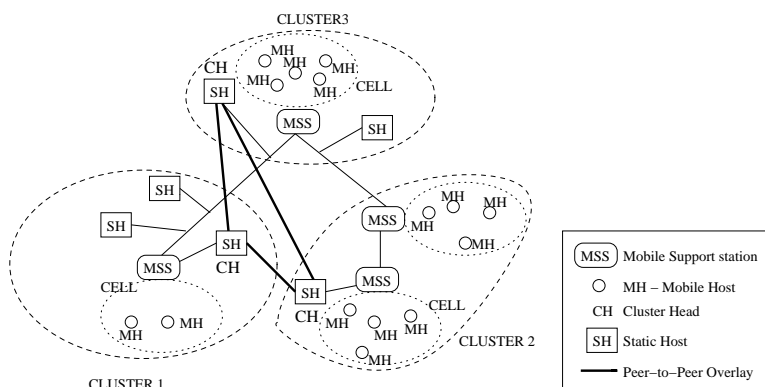 CLUSTER3
MH
MH
MH
MH
MH
CH
SH
CELL
MSS
SH
SH
SH
MSS
MH
MH
MH
MH
SH
CH
MSS
CELL
MSS
SH
CH
CELL
MH
MH
MH
MH
MH
MH
CLUSTER 2
CLUSTER 1
MSS Mobile Support station
MH – Mobile Host
CH Cluster Head
SH Static Host
Peer–to–Peer Overlay